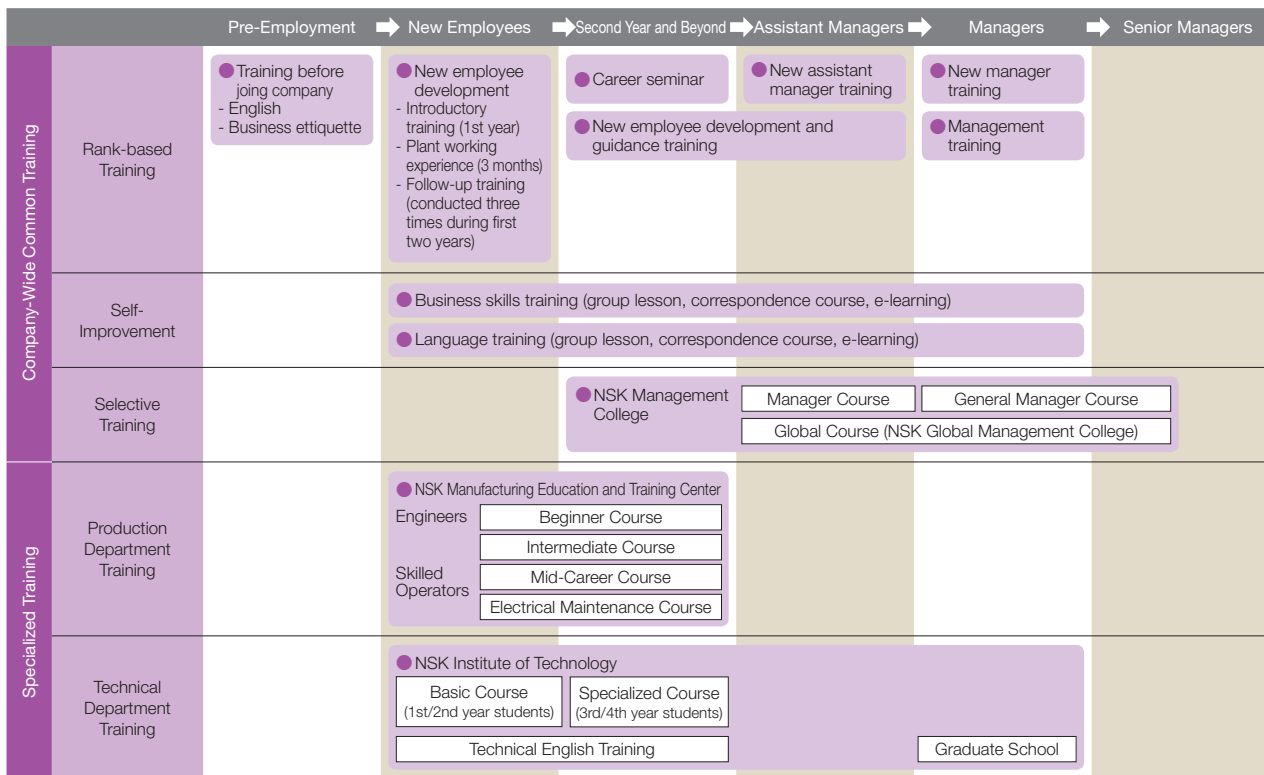 Pre-Employment
New Employees
Second Year and Beyond
Assistant Managers
Managers
Senior Managers
Company-Wide Common Training
Rank-based
Training
Training before
joing company
- English
- Business ettiquette
New employee
development
- Introductory
training (1st year)
- Plant working
experience (3 months)
- Follow-up training
(conducted three
times during first
two years)
Career seminar
New employee development and
guidance training
New assistant
manager training
New manager
training
Management
training
Self-
Improvement
Business skills training (group lesson, correspondence course, e-learning)
Language training (group lesson, correspondence course, e-learning)
Selective
Training
NSK Management
College
Manager Course
General Manager Course
Global Course (NSK Global Management College)
Specialized Training
Production
Department
Training
NSK Manufacturing Education and Training Center
Engineers
Beginner Course
Intermediate Course
Skilled
Operators
Mid-Career Course
Electrical Maintenance Course
Technical
Department
Training
NSK Institute of Technology
Basic Course
(1st/2nd year students)
Specialized Course
(3rd/4th year students)
Technical English Training
Graduate School